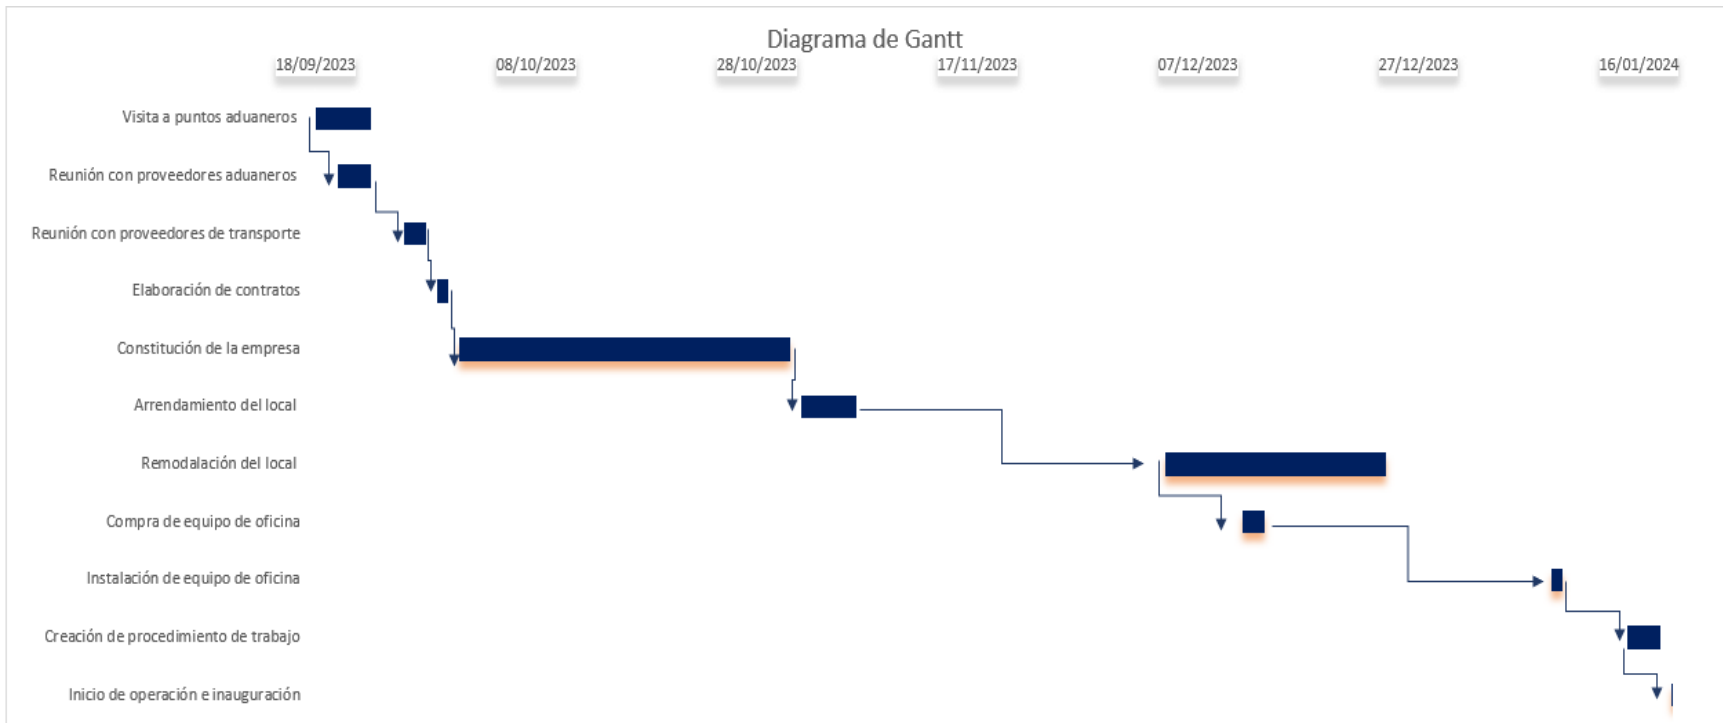 Diagrama de Gantt
18/09/2023 08/10/2023 28/10/2023 17/11/2023 07/12/2023 27/12/2023 16/01/2024
Visita a puntos aduaneros
Reunión con proveedores aduaneros
Reunión con proveedores de transporte
Elaboración de contratos
Constitución de la empresa
Arrendamiento del local
Remodalación del local
Compra de equipo de oficina
Instalación de equipo de oficina
Creación de procedimiento de trabajo
Inicio de operación e inauguración